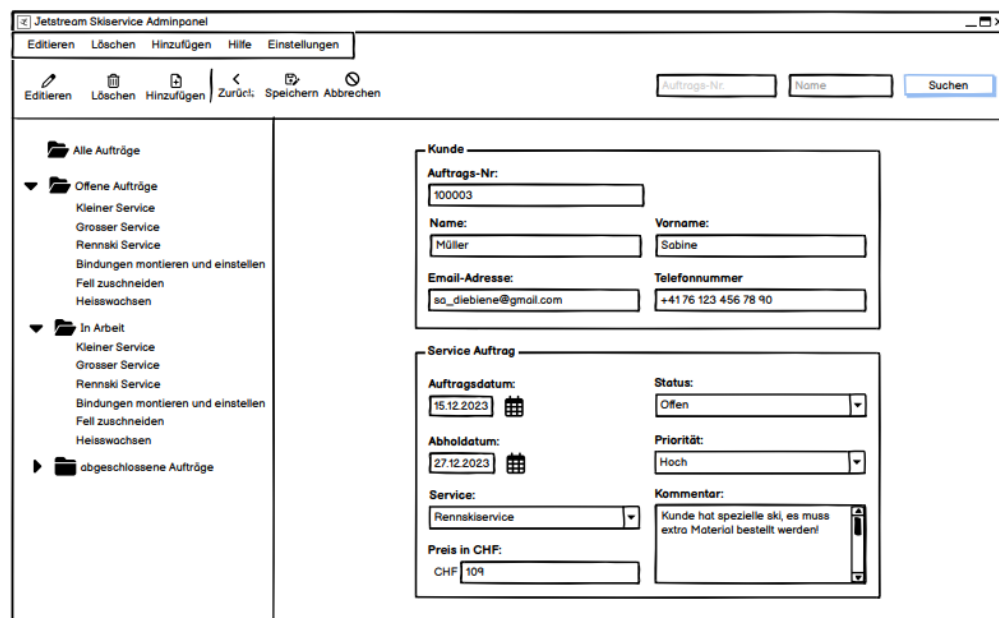 Jetstream Skiservice Adminpanel
Editieren Löschen Hinzufügen Hilfe Einstellungen
Editieren Löschen Hinzufügen Zurück Speichern Abbrechen
Auftrags-Nr. Name Suchen
Alle Aufträge
Offene Aufträge
Kleiner Service
Grosser Service
Rennski Service
Bindungen montieren und einstellen
Fell zuschneiden
Heisswachsen
In Arbeit
Kleiner Service
Grosser Service
Rennski Service
Bindungen montieren und einstellen
Fell zuschneiden
Heisswachsen
abgeschlossene Aufträge
Kunde
Auftrags-Nr:
100003
Name: Vorname:
Müller Sabine
Email-Adresse: Telefonnummer
sa_diebiene@gmail.com +41 76 123 456 78 90
Service Auftrag
Auftragsdatum: Status:
15.12.2023 Offen
Abholdatum: Priorität:
27.12.2023 Hoch
Service: Kommentar:
Rennskiservice
Kunde hat spezielle ski, es muss
extra Material bestellt werden!
Preis in CHF:
CHF 109